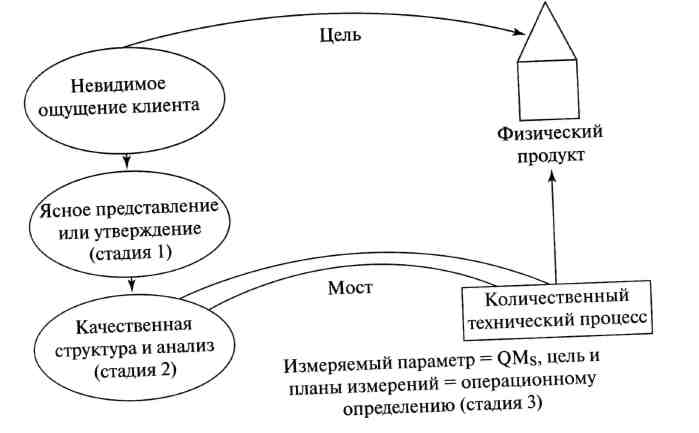 Цель
Невидимое
ощущение клиента
Физический
продукт
Ясное представление
или утверждение
(стадия 1)
Мост
Количественный
технический процесс
Качественная
структура и анализ
(стадия 2)
Измеряемый параметр = QMs, цель и
планы измерений = операционному
определению (стадия 3)